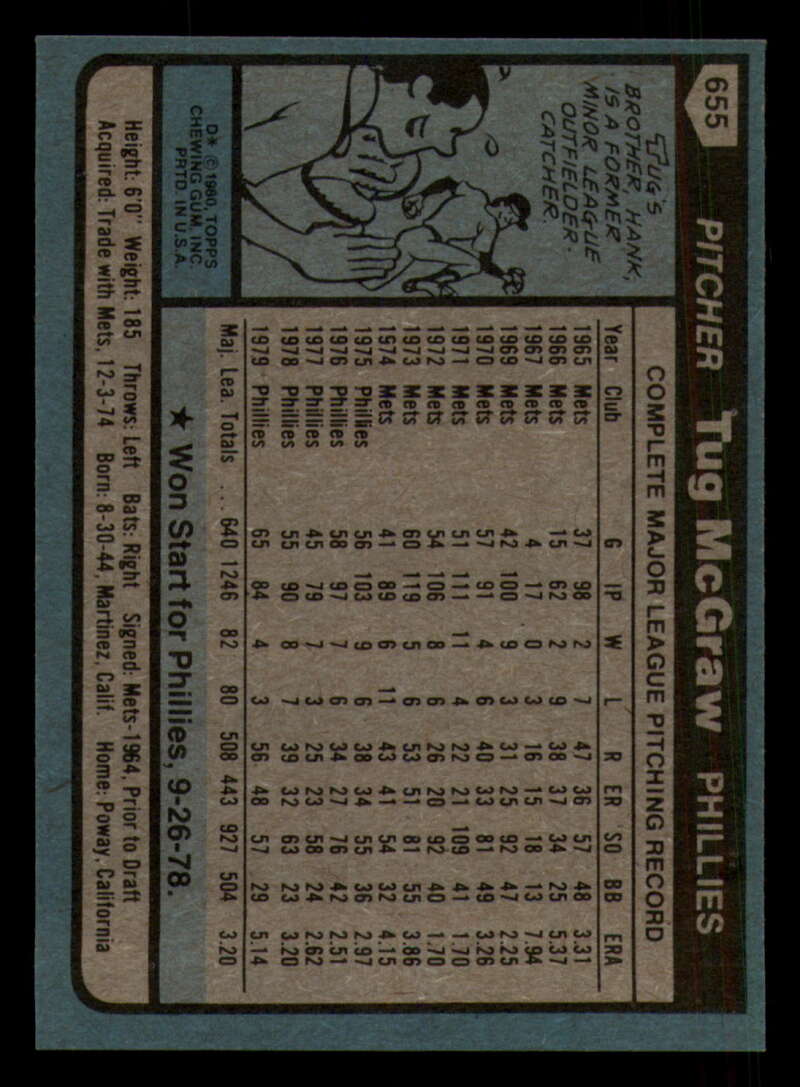 655 PITCHER Tug McGraw PHILLIES
TUG'S
BROTHER, HANK,
IS A FORMER
MINOR LEAGUE
OUTFIELDER-
CATCHER.
D* © 1980, TOPPS
CHEWING GUM, INC.
PRTD. IN U.S.A.
COMPLETE MAJOR LEAGUE PITCHING RECORD
Year Club G IP W L R ER SO BB ERA
1965 Mets 37 98 2 7 47 36 57 48 3.31
1966 Mets 15 62 2 9 38 37 34 25 5.37
1967 Mets 4 17 0 3 16 15 18 13 7.94
1969 Mets 42 100 9 3 31 25 92 47 2.25
1970 Mets 57 91 4 6 40 33 81 49 3.26
1971 Mets 51 111 11 4 22 21 109 41 1.70
1972 Mets 54 106 8 6 26 20 92 40 1.70
1973 Mets 60 119 5 6 53 51 81 55 3.86
1974 Mets 41 89 6 11 43 41 54 32 4.15
1975 Phillies 56 103 9 6 38 34 55 36 2.97
1976 Phillies 58 97 7 6 34 27 76 42 2.51
1977 Phillies 45 79 7 3 25 23 58 24 2.62
1978 Phillies 55 90 8 7 39 32 63 23 3.20
1979 Phillies 65 84 4 3 56 48 57 29 5.14
Maj. Lea. Totals ... 640 1246 82 80 508 443 927 504 3.20
★ Won Start for Phillies, 9-26-78.
Height: 6'0" Weight: 185 Throws: Left Bats: Right Signed: Mets-1964, Prior to Draft
Acquired: Trade with Mets, 12-3-74 Born: 8-30-44, Martinez, Calif. Home: Poway, California